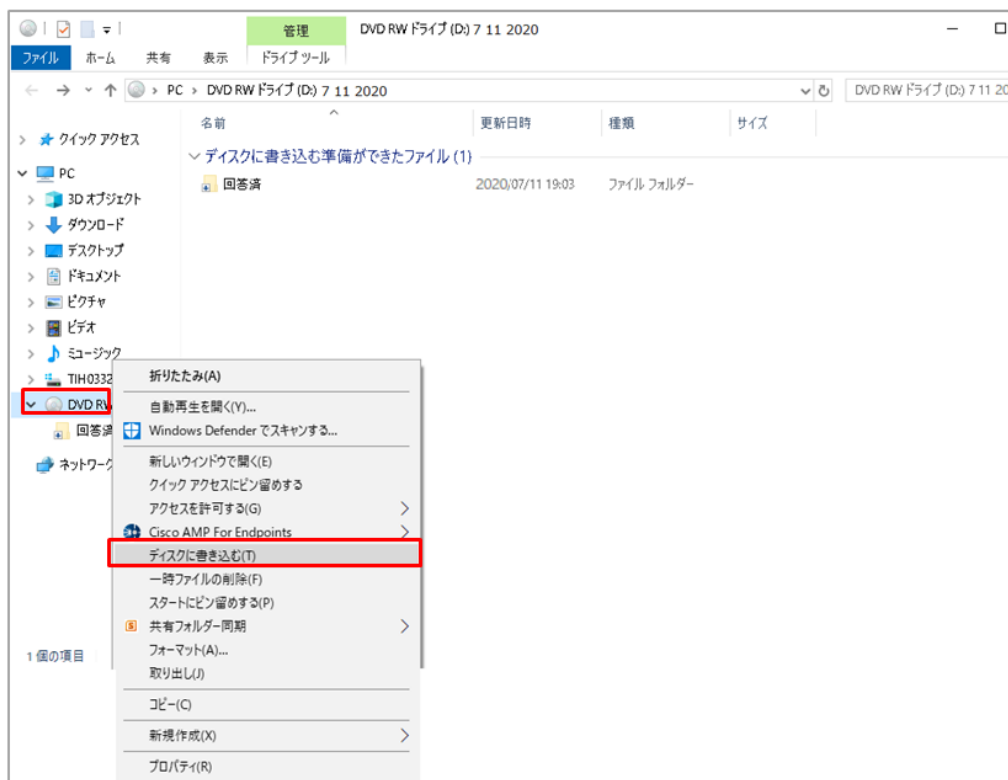 管理
DVD RW ドライブ (D:) 7 11 2020
ファイル
ホーム
共有
表示
ドライブ ツール
PC › DVD RW ドライブ (D:) 7 11 2020
DVD RW ドライブ (D:) 7 11 20
名前
更新日時
種類
サイズ
クイック アクセス
ディスクに書き込む準備ができたファイル (1)
PC
回答済
2020/07/11 19:03
ファイル フォルダー
3D オブジェクト
ダウンロード
デスクトップ
ドキュメント
ピクチャ
ビデオ
ミュージック
TIH0332
DVD RW
回答済
ネットワーク
折りたたみ(A)
自動再生を開く(Y)...
Windows Defender でスキャンする...
新しいウィンドウで開く(E)
クイック アクセスにピン留めする
アクセスを許可する(G)
Cisco AMP For Endpoints
ディスクに書き込む(T)
一時ファイルの削除(F)
スタートにピン留めする(P)
共有フォルダー同期
フォーマット(A)...
取り出し(J)
コピー(C)
新規作成(X)
プロパティ(R)
1 個の項目